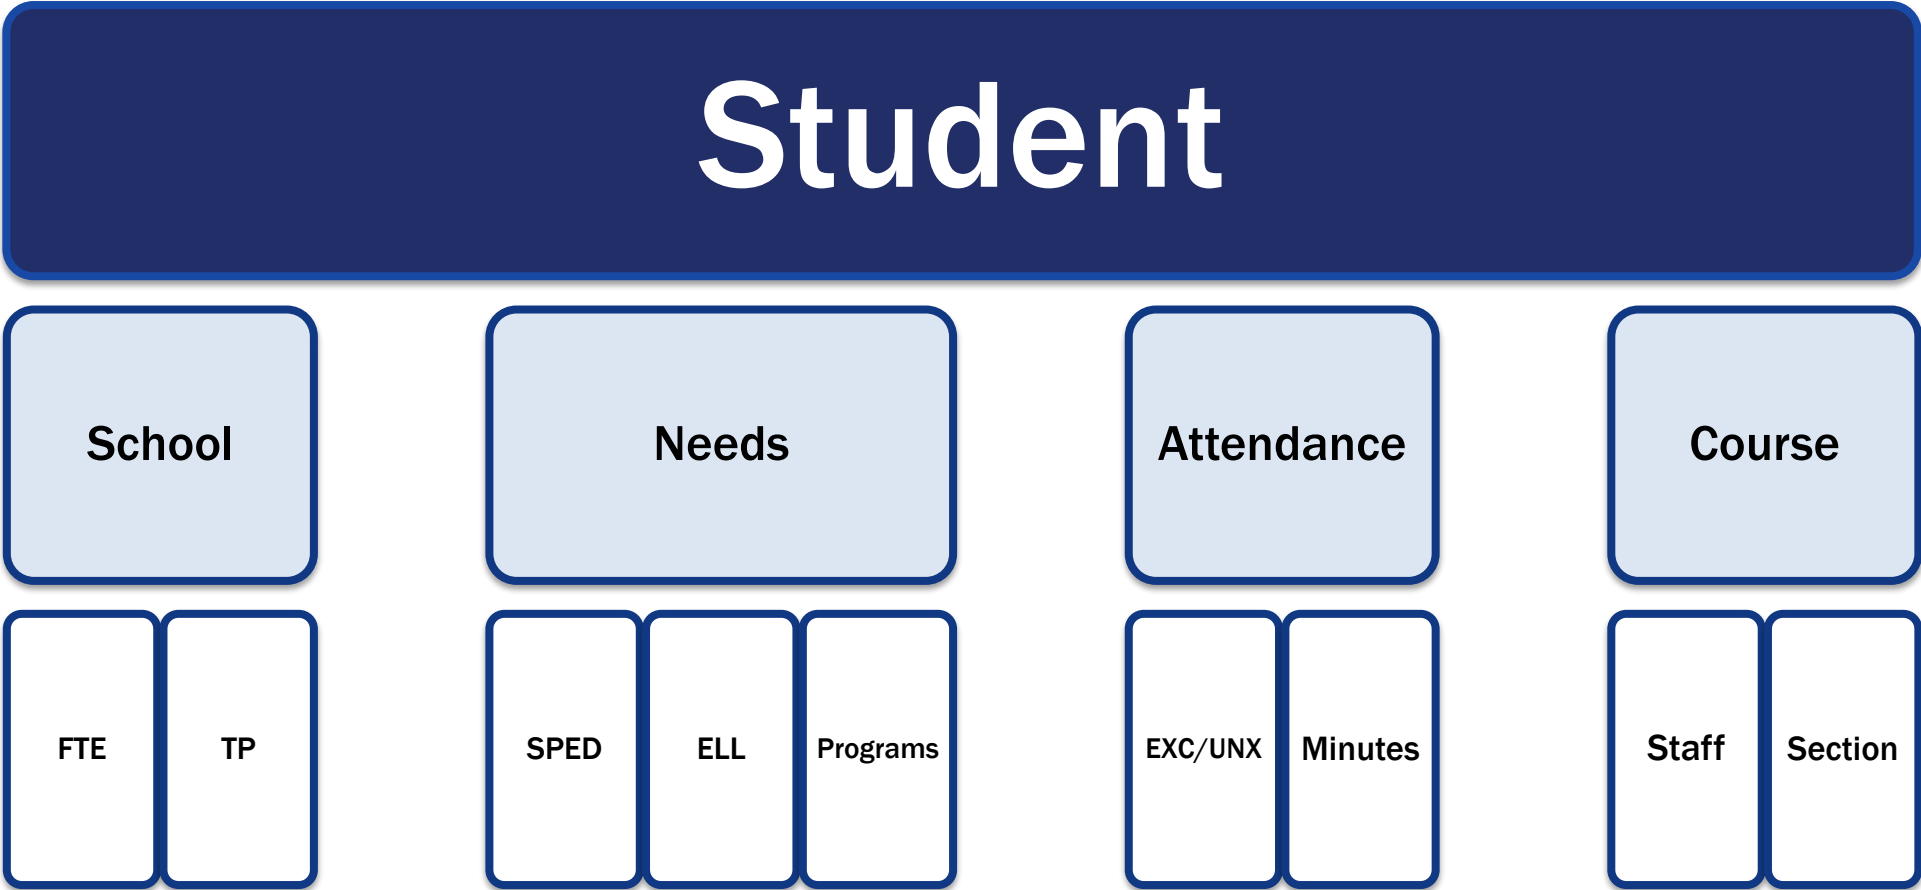 Student
School
Needs
Attendance
Course
FTE
TP
SPED
ELL
Programs
EXC/UNX
Minutes
Staff
Section